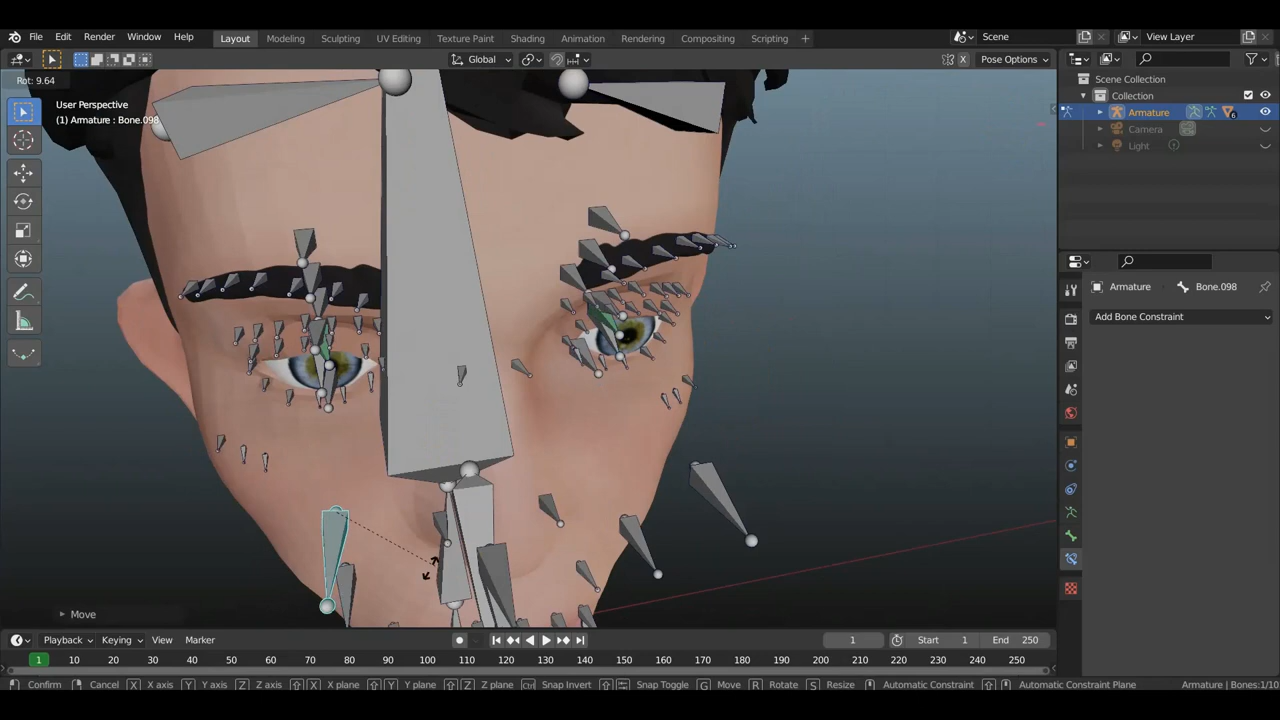 File Edit Render Window Help Layout Modeling Sculpting UV Editing Texture Paint Shading Animation Rendering Compositing Scripting + Scene View Layer
Global X Pose Options
Rot: 9.64
User Perspective
(1) Armature : Bone.098
Scene Collection
Collection
Armature 6
Camera
Light
Armature Bone.098
Add Bone Constraint
Move
Playback Keying View Marker 1 Start 1 End 250
1 10 20 30 40 50 60 70 80 90 100 110 120 130 140 150 160 170 180 190 200 210 220 230 240 250
Confirm Cancel X X axis Y Y axis Z Z axis X X plane Y Y plane Z Z plane Ctrl Snap Invert Snap Toggle G Move R Rotate S Resize Automatic Constraint Automatic Constraint Plane Armature | Bones:1/10